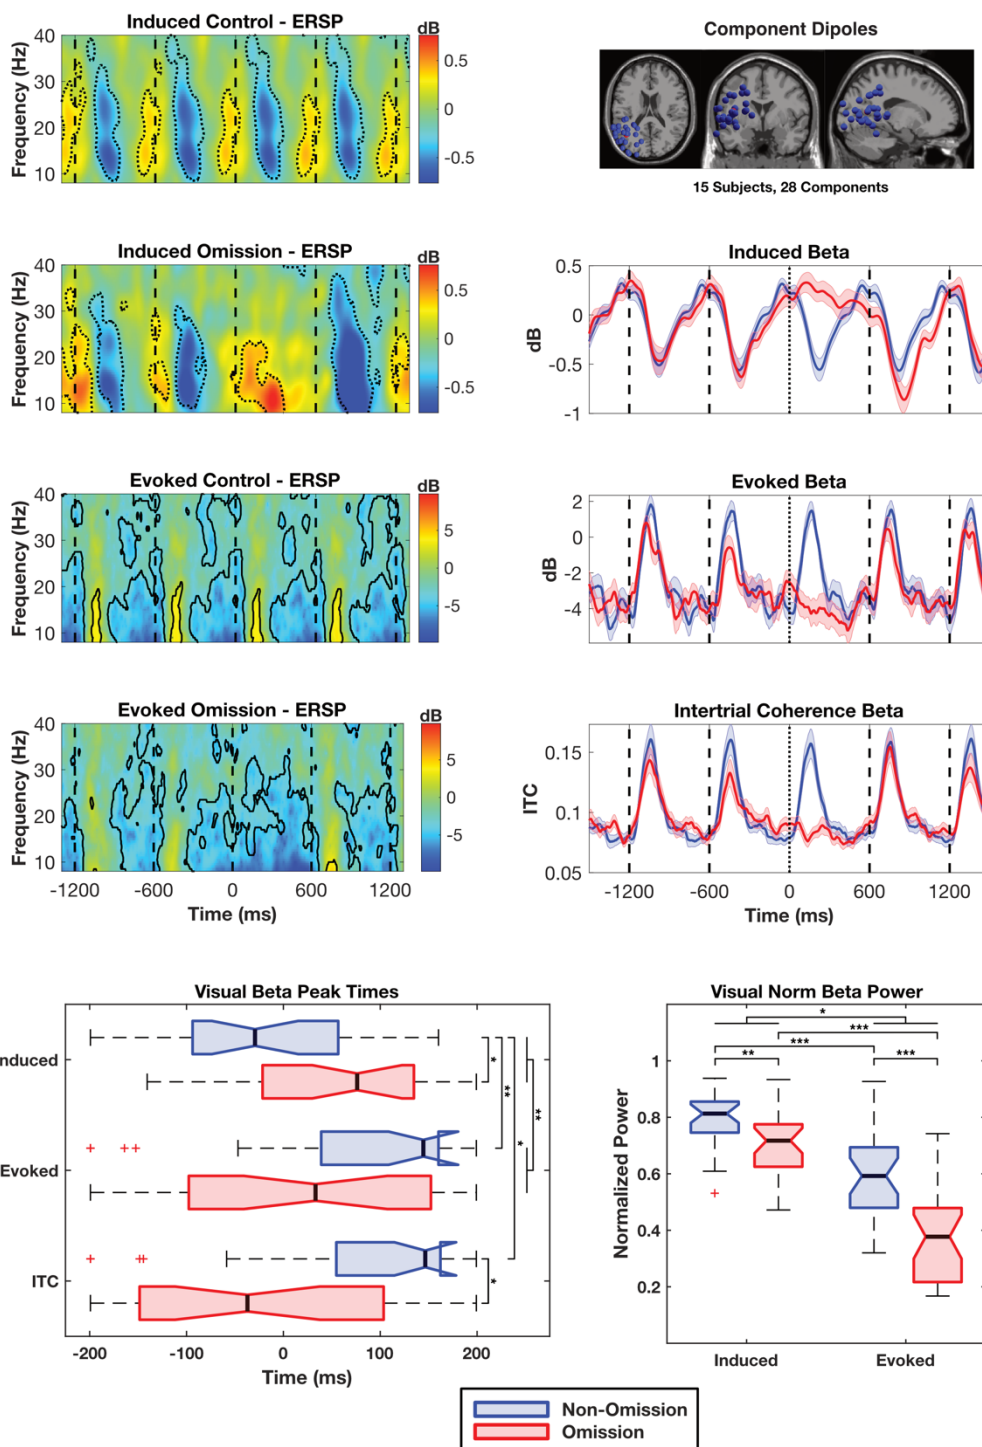 Induced Control - ERSP
dB
Frequency (Hz)
40
30
20
10
0.5
0
-0.5
Component Dipoles
15 Subjects, 28 Components
Induced Omission - ERSP
dB
Frequency (Hz)
40
30
20
10
0.5
0
-0.5
Induced Beta
dB
0.5
0
-0.5
-1
Evoked Control - ERSP
dB
Frequency (Hz)
40
30
20
10
5
0
-5
Evoked Beta
dB
2
0
-2
-4
Evoked Omission - ERSP
dB
Frequency (Hz)
40
30
20
10
5
0
-5
-1200 -600 0 600 1200
Time (ms)
Intertrial Coherence Beta
ITC
0.15
0.1
0.05
-1200 -600 0 600 1200
Time (ms)
Visual Beta Peak Times
nduced
Evoked
ITC
* ** ** * *
-200 -100 0 100 200
Time (ms)
Visual Norm Beta Power
*
***
***
** ***
Normalized Power
1
0.8
0.6
0.4
0.2
Induced Evoked
Non-Omission
Omission